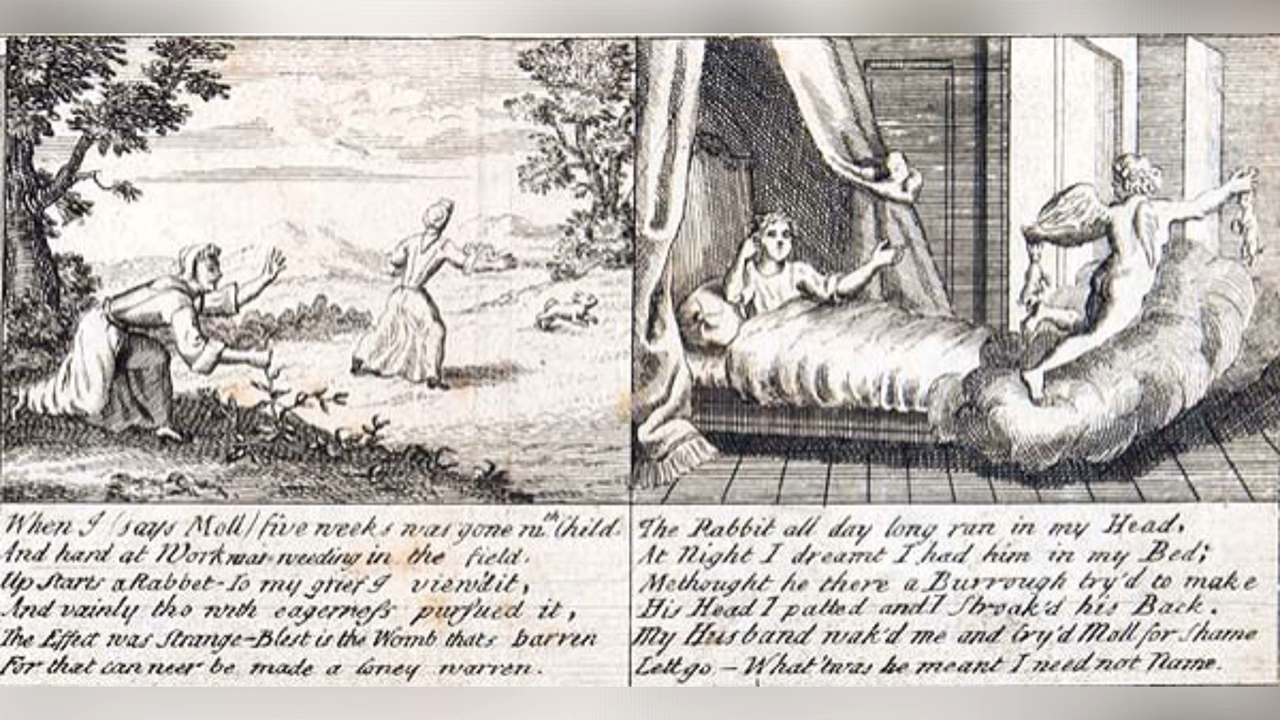 When I (says Moll) five weeks was gone wth Child
And hard at Work was weeding in the field.
Up Starts a Rabbet - to my grief I view'd it,
And vainly tho with eagerness pursued it,
The Effect was Strange - Blest is the Womb thats barren
For that can neer be made a Coney warren.
The Rabbit all day long ran in my Head,
At Night I dreamt I had him in my Bed;
Methought he there a Burrough try'd to make
His Head I patted and I Stroak'd his Back.
My Husband wak'd me and Cry'd Moll for Shame
Lett go - What 'twas he meant I need not Name.